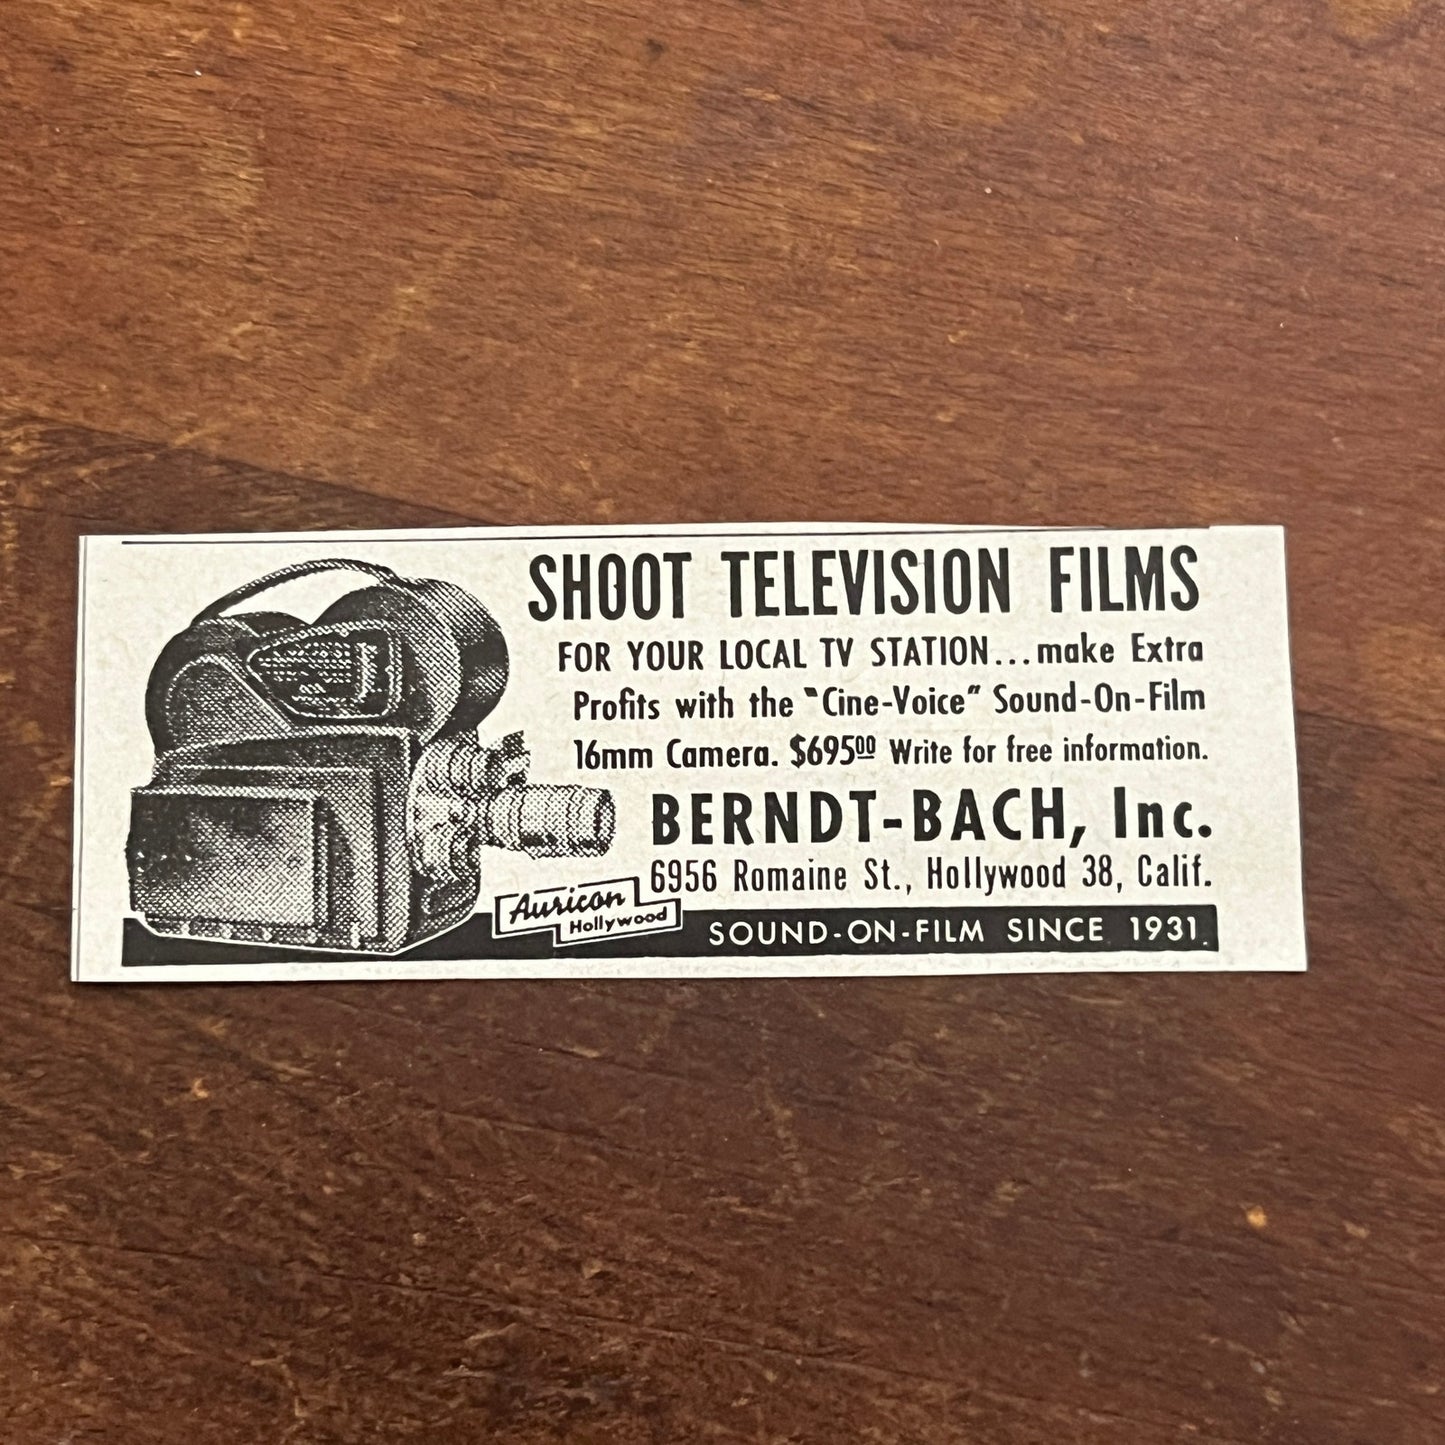 SHOOT TELEVISION FILMS
FOR YOUR LOCAL TV STATION...make Extra
Profits with the "Cine-Voice" Sound-On-Film
16mm Camera. $69500 Write for free information.
BERNDT-BACH, Inc.
6956 Romaine St., Hollywood 38, Calif.
Auricon
Hollywood
SOUND-ON-FILM SINCE 1931.